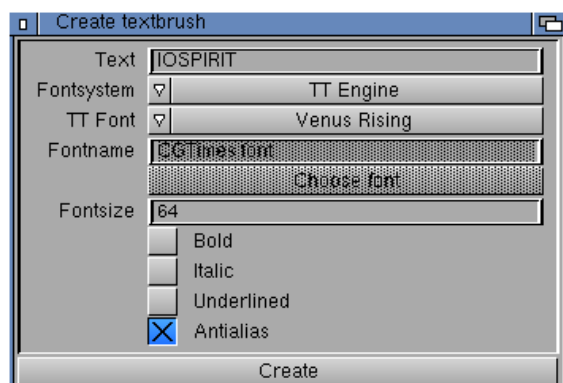 Create textbrush
Text IOSPIRIT
Fontsystem TT Engine
TT Font Venus Rising
Fontname CGTimes.font
Choose font
Fontsize 64
Bold
Italic
Underlined
Antialias
Create